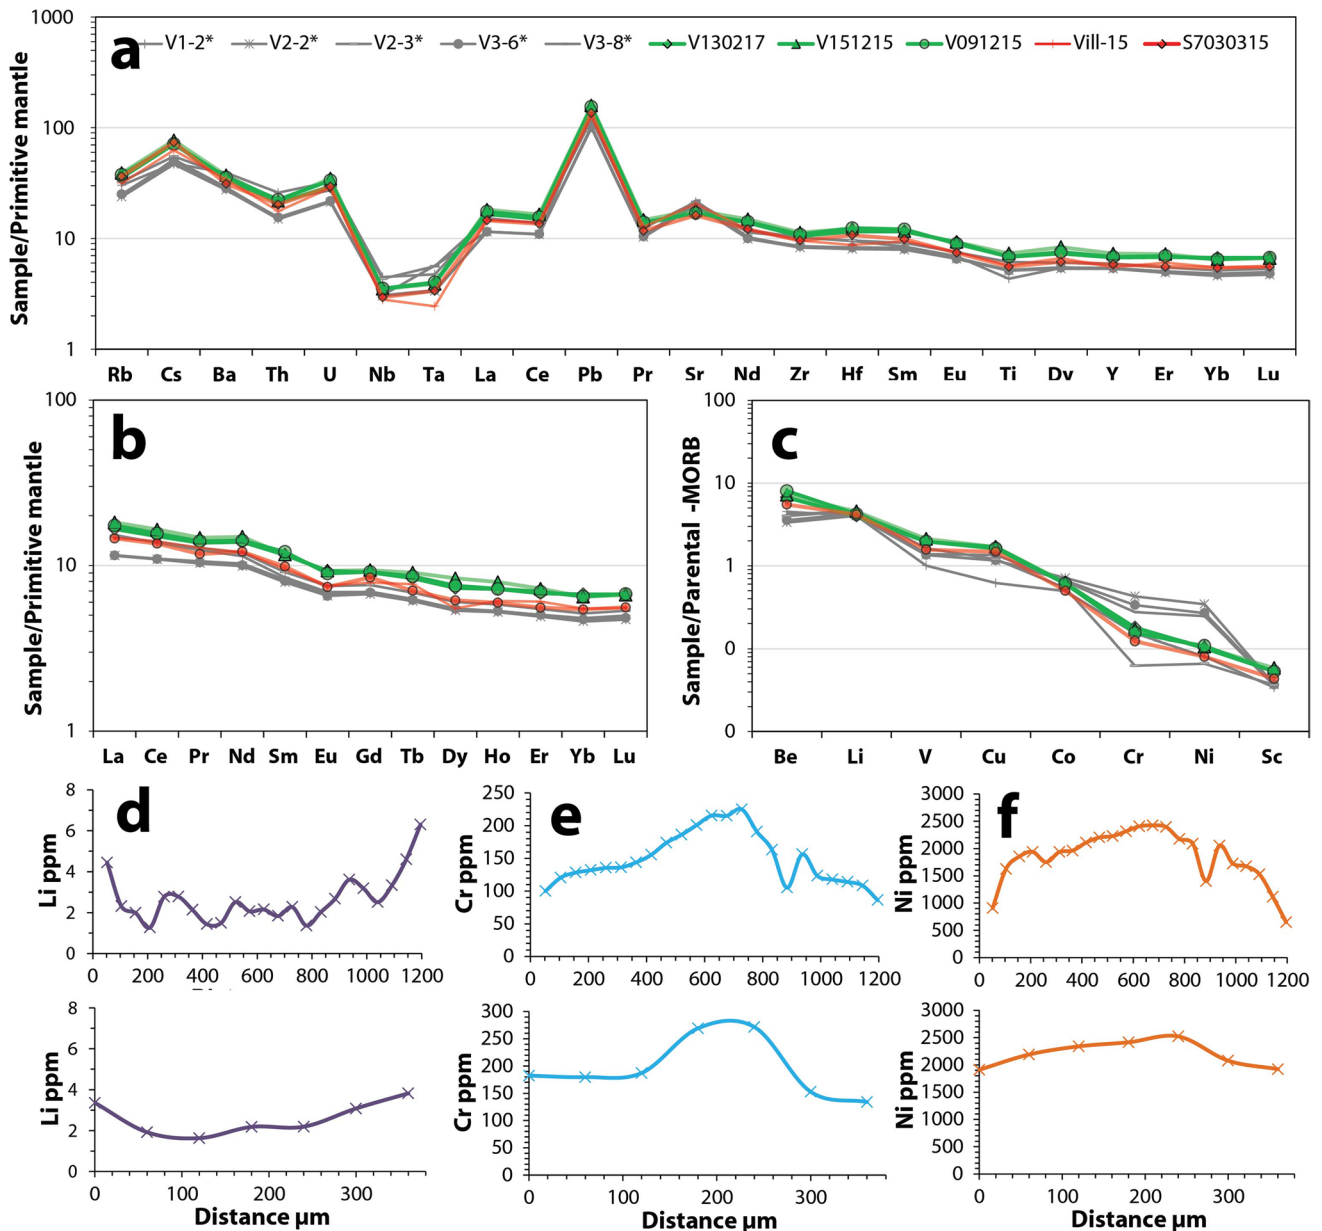 1000
a
V1-2* V2-2* V2-3* V3-6* V3-8* V130217 V151215 V091215 Vill-15 S7030315
100
10
1
Sample/Primitive mantle
Rb Cs Ba Th U Nb Ta La Ce Pb Pr Sr Nd Zr Hf Sm Eu Ti Dy Y Er Yb Lu
b
100
10
1
Sample/Primitive mantle
La Ce Pr Nd Sm Eu Gd Tb Dy Ho Er Yb Lu
c
100
10
1
0
0
Sample/Parental -MORB
Be Li V Cu Co Cr Ni Sc
d
8
6
4
2
0
Li ppm
0 200 400 600 800 1000 1200
e
250
200
150
100
50
0
Cr ppm
0 200 400 600 800 1000 1200
f
3000
2500
2000
1500
1000
500
0
Ni ppm
0 200 400 600 800 1000 1200
8
6
4
2
0
Li ppm
0 100 200 300
Distance µm
300
250
200
150
100
50
0
Cr ppm
0 100 200 300
Distance µm
3000
2500
2000
1500
1000
500
0
Ni ppm
0 100 200 300
Distance µm